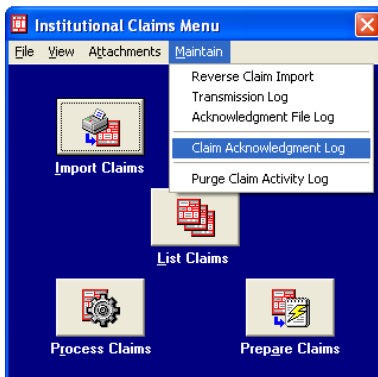 Institutional Claims Menu
File View Attachments Maintain
Reverse Claim Import
Transmission Log
Acknowledgment File Log
Claim Acknowledgment Log
Purge Claim Activity Log
Import Claims
List Claims
Process Claims Prepare Claims